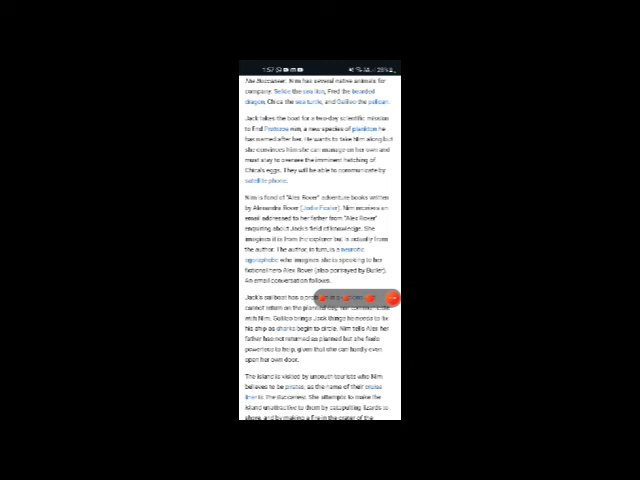 1:57 29%
The Buccaneer. Nim has several native animals for
company: Selkie the sea lion, Fred the bearded
dragon, Chica the sea turtle, and Galileo the pelican.
Jack takes the boat for a two-day scientific mission
to find Protozoa nim, a new species of plankton he
has named after her. He wants to take Nim along but
she convinces him she can manage on her own and
must stay to oversee the imminent hatching of
Chica's eggs. They will be able to communicate by
satellite phone.
Nim is fond of "Alex Rover" adventure books written
by Alexandra Rover (Jodie Foster). Nim receives an
email addressed to her father from "Alex Rover"
enquiring about Jack's field of knowledge. She
imagines it is from the explorer but is actually from
the author. The author, in turn, is a neurotic
agoraphobe who imagines she is speaking to her
fictional hero Alex Rover (also portrayed by Butler).
An email conversation follows.
Jack's sailboat has a
cannot return on the planned day, nor communicate
with Nim. Galileo brings Jack things he needs to fix
his ship as sharks begin to circle. Nim tells Alex her
father has not returned as planned but she feels
powerless to help, given that she can hardly even
open her own door.
The island is visited by uncouth tourists who Nim
believes to be pirates, as the name of their cruise
liner is The Buccaneer. She attempts to make the
island unattractive to them by catapulting lizards to
shore, and by making a fire in the crater of the